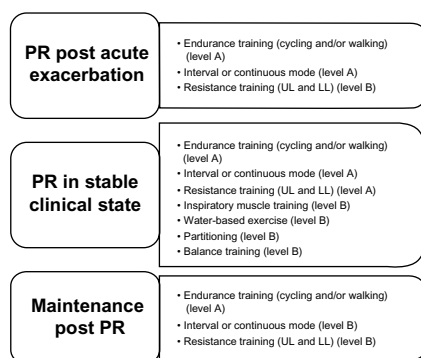 PR post acute
exacerbation
• Endurance training (cycling and/or walking)
(level A)
• Interval or continuous mode (level A)
• Resistance training (UL and LL) (level B)
PR in stable
clinical state
• Endurance training (cycling and/or walking)
(level A)
• Interval or continuous mode (level A)
• Resistance training (UL and LL) (level A)
• Inspiratory muscle training (level B)
• Water-based exercise (level B)
• Partitioning (level B)
• Balance training (level B)
Maintenance
post PR
• Endurance training (cycling and/or walking)
(level A)
• Interval or continuous mode (level B)
• Resistance training (UL and LL) (level B)